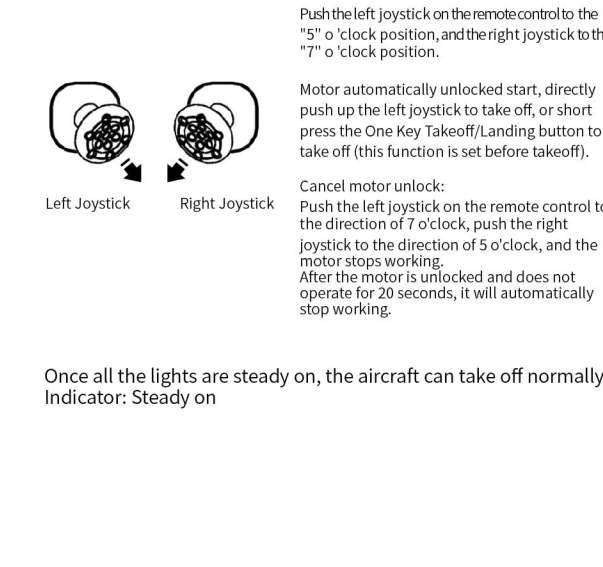 Push the left joystick on the remote control to the
"5" o 'clock position, and the right joystick to th
"7" o 'clock position.
Motor automatically unlocked start, directly
push up the left joystick to take off, or short
press the One Key Takeoff/Landing button to
take off (this function is set before takeoff).
Left Joystick
Right Joystick
Cancel motor unlock:
Push the left joystick on the remote control to
the direction of 7 o'clock, push the right
joystick to the direction of 5 o'clock, and the
motor stops working.
After the motor is unlocked and does not
operate for 20 seconds, it will automatically
stop working.
Once all the lights are steady on, the aircraft can take off normally
Indicator: Steady on